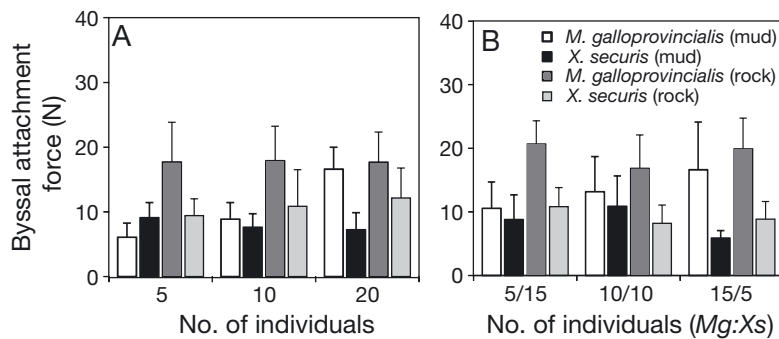 A
40
30
20
10
0
Byssal attachment
force (N)
5 10 20
No. of individuals
B
40
30
20
10
0
M. galloprovincialis (mud)
X. securis (mud)
M. galloprovincialis (rock)
X. securis (rock)
5/15 10/10 15/5
No. of individuals (Mg:Xs)